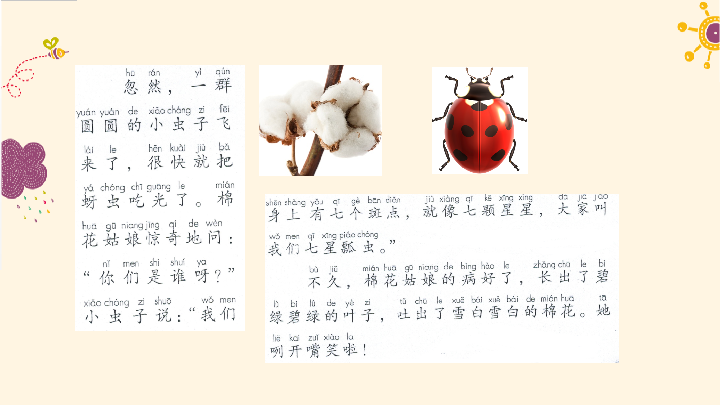 hū rán yì qún
忽然，一群
yuán yuán de xiǎo chóng zi fēi
圆圆的小虫子飞
lái le hěn kuài jiù bǎ
来了，很快就把
yá chóng chī guāng le mián
蚜虫吃光了。棉
huā gū niang jīng qí de wèn
花姑娘惊奇地问：
nǐ men shì shuí ya
“你们是谁呀？”
xiǎo chóng zi shuō wǒ men
小虫子说：“我们
shēn shàng yǒu qī gè bān diǎn jiù xiàng qī kē xīng xing dà jiā jiào
身上有七个斑点，就像七颗星星，大家叫
wǒ men qī xīng piáo chóng
我们七星瓢虫。”
bù jiǔ mián huā gū niang de bìng hǎo le zhǎng chū le bì
不久，棉花姑娘的病好了，长出了碧
lǜ bì lǜ de yè zi tǔ chū le xuě bái xuě bái de mián huā tā
绿碧绿的叶子，吐出了雪白雪白的棉花。她
liě kāi zuǐ xiào la
咧开嘴笑啦！